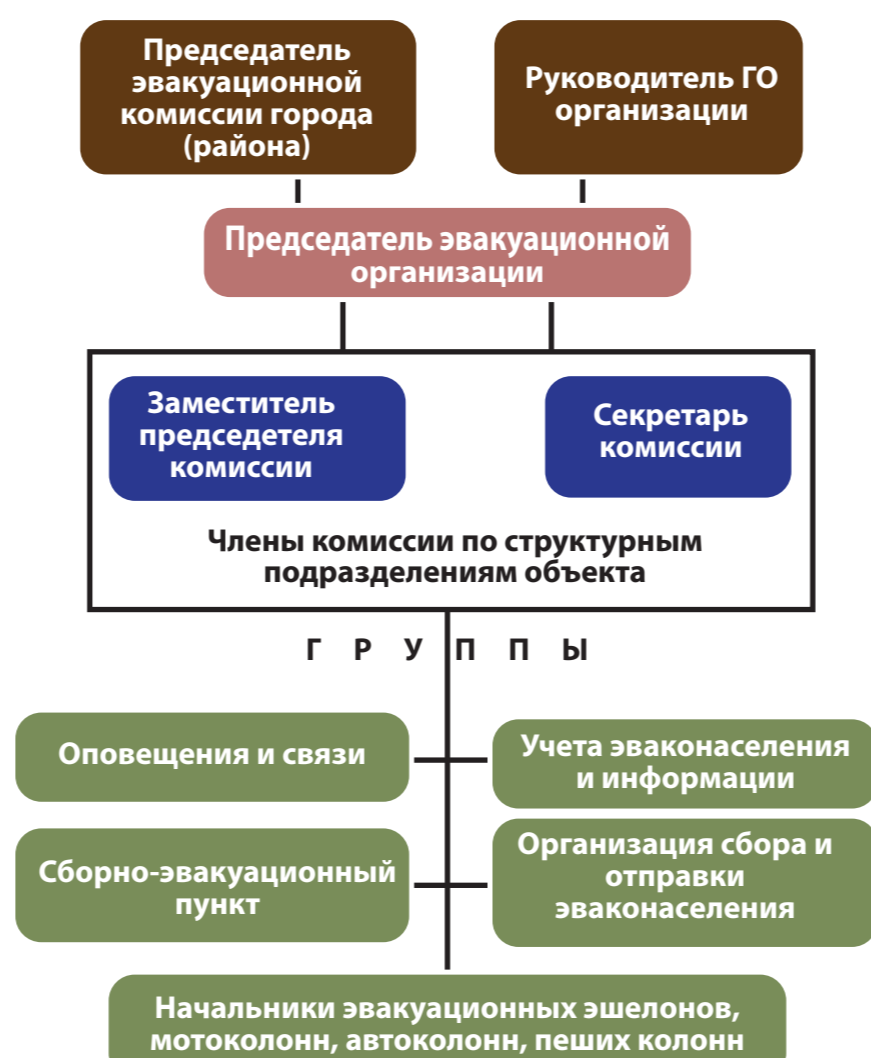 Председатель
эвакуационной
комиссии города
(района)
Руководитель ГО
организации
Председатель эвакуационной
организации
Заместитель
председетеля
комиссии
Секретарь
комиссии
Члены комиссии по структурным
подразделениям объекта
Г Р У П П Ы
Оповещения и связи
Учета эваконаселения
и информации
Сборно-эвакуационный
пункт
Организация сбора и
отправки
эваконаселения
Начальники эвакуационных эшелонов,
мотоколонн, автоколонн, пеших колонн